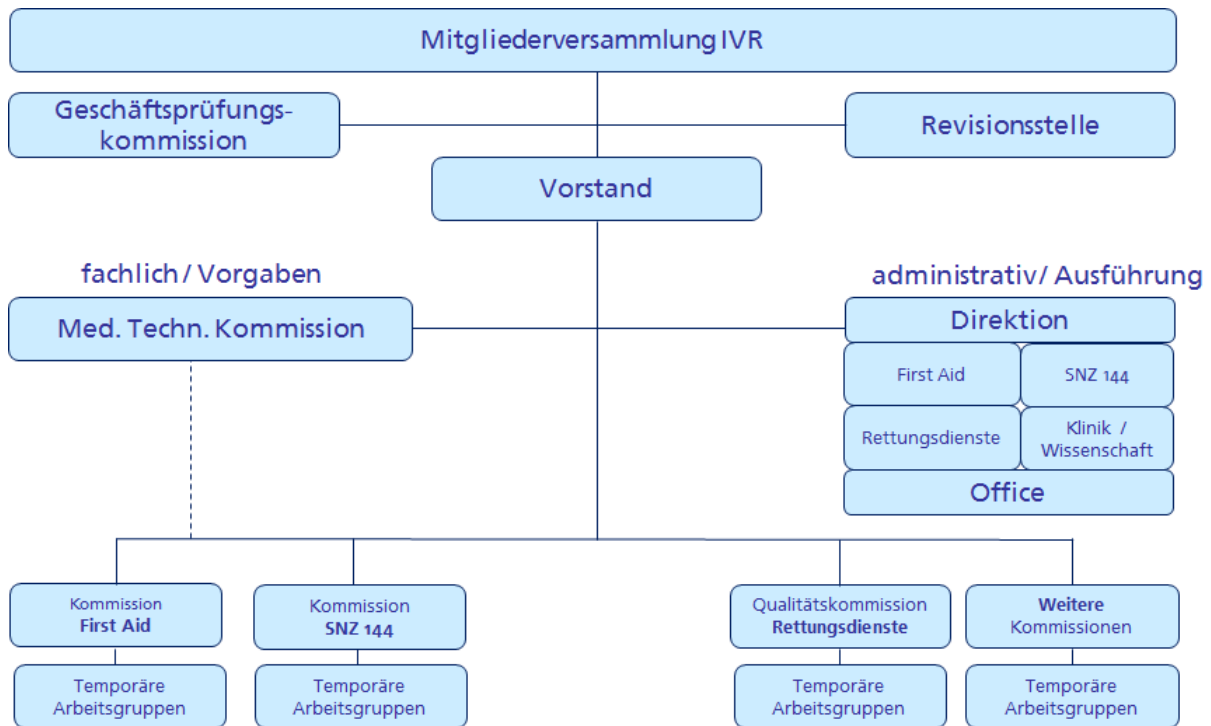 Mitgliederversammlung IVR
Geschäftsprüfungs-
kommission
Revisionsstelle
Vorstand
fachlich / Vorgaben
administrativ / Ausführung
Med. Techn. Kommission
Direktion
First Aid
SNZ 144
Rettungsdienste
Klinik /
Wissenschaft
Office
Kommission
First Aid
Kommission
SNZ 144
Qualitätskommission
Rettungsdienste
Weitere
Kommissionen
Temporäre
Arbeitsgruppen
Temporäre
Arbeitsgruppen
Temporäre
Arbeitsgruppen
Temporäre
Arbeitsgruppen